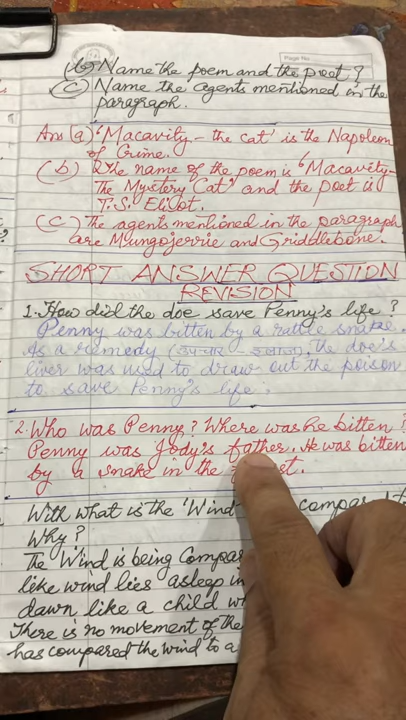 Page No.
(b) Name the poem and the poet?
(c) Name the agents mentioned in the
paragraph.
Ans (a) 'Macavity - the cat' is the Napoleon
of Crime.
(b) The name of the poem is "Macavity-
The Mystery Cat' and the poet is
T.S. Eliot.
(c) The agents mentioned in the paragraph
are Mungojerrie and Griddlebone.
SHORT ANSWER QUESTION
REVISION
1. How did the doe save Penny's life?
Penny was bitten by a rattle snake.
As a remedy (उपचार - इलाज), the doe's
liver was used to draw out the poison
to save Penny's life.
2. Who was Penny? Where was he bitten?
Penny was Jody's father. He was bitten
by a snake in the
With what is the 'Wind
Why?
The Wind is being
like wind lies asleep in
dawn like a child
There is no movement of the
has compared the wind to a